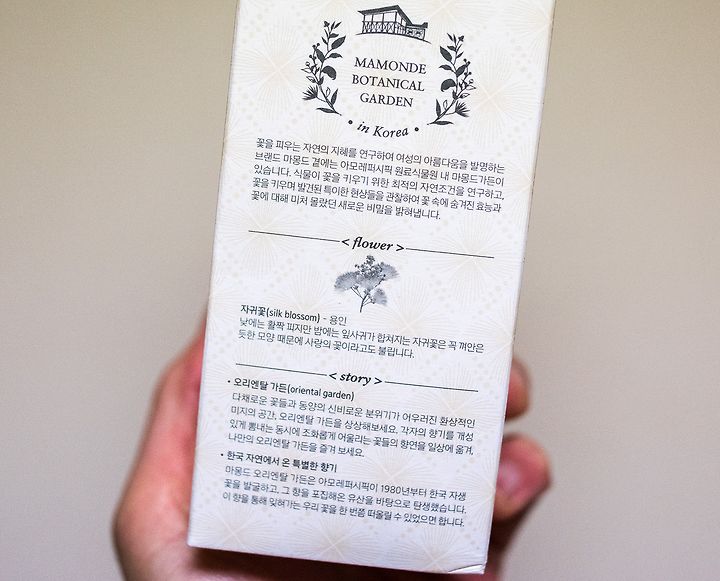 MAMONDE
BOTANICAL
GARDEN
• in Korea •
꽃을 피우는 자연의 지혜를 연구하여 여성의 아름다움을 발명하는
브랜드 마몽드 곁에는 아모레퍼시픽 원료식물원 내 마몽드가든이
있습니다. 식물이 꽃을 키우기 위한 최적의 자연조건을 연구하고,
꽃을 키우며 발견된 특이한 현상들을 관찰하여 꽃 속에 숨겨진 효능과
꽃에 대해 미처 몰랐던 새로운 비밀을 밝혀냅니다.
< flower >
자귀꽃(silk blossom) - 용인
낮에는 활짝 피지만 밤에는 잎사귀가 합쳐지는 자귀꽃은 꼭 껴안은
듯한 모양 때문에 사랑의 꽃이라고도 불립니다.
< story >
• 오리엔탈 가든(oriental garden)
다채로운 꽃들과 동양의 신비로운 분위기가 어우러진 환상적인
미지의 공간, 오리엔탈 가든을 상상해보세요. 각자의 향기를 개성
있게 뽐내는 동시에 조화롭게 어울리는 꽃들의 향연을 일상에 옮겨,
나만의 오리엔탈 가든을 즐겨 보세요.
• 한국 자연에서 온 특별한 향기
마몽드 오리엔탈 가든은 아모레퍼시픽이 1980년부터 한국 자생
꽃을 발굴하고, 그 향을 포집해온 유산을 바탕으로 탄생했습니다.
이 향을 통해 잊혀가는 우리 꽃을 한 번쯤 떠올릴 수 있었으면 합니다.